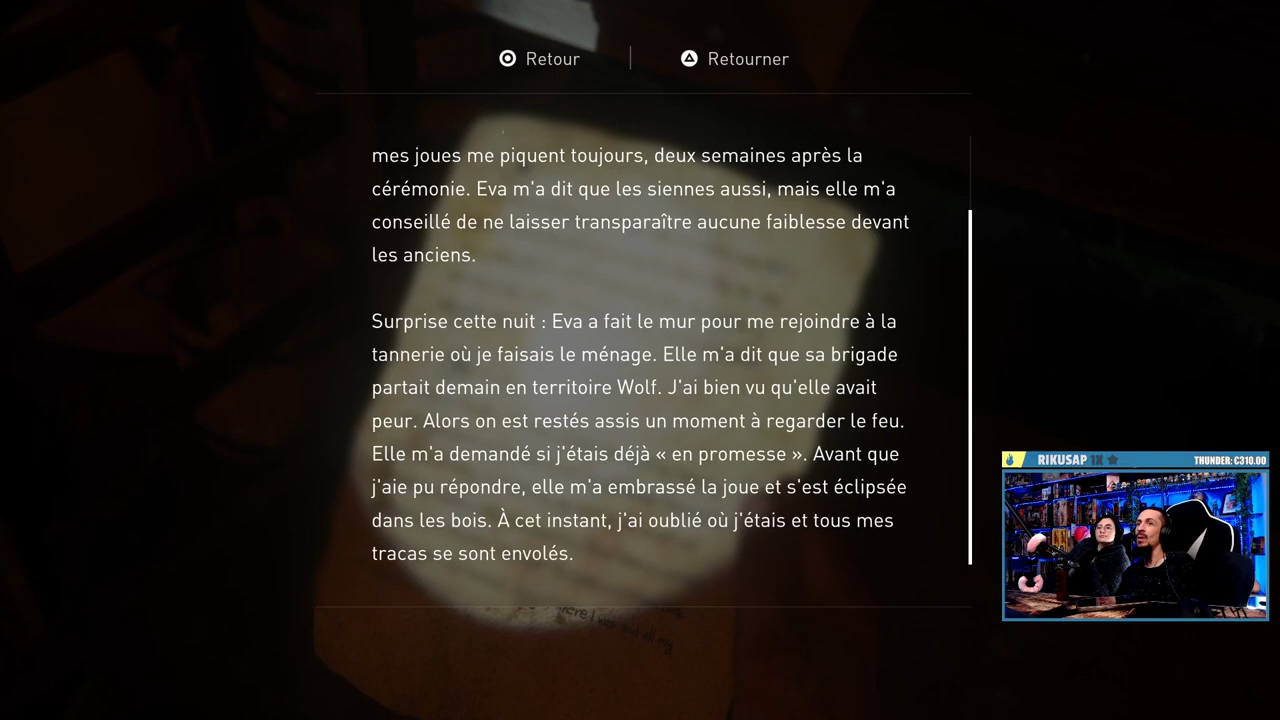 Retour
Retourner
mes joues me piquent toujours, deux semaines après la
cérémonie. Eva m'a dit que les siennes aussi, mais elle m'a
conseillé de ne laisser transparaître aucune faiblesse devant
les anciens.
Surprise cette nuit : Eva a fait le mur pour me rejoindre à la
tannerie où je faisais le ménage. Elle m'a dit que sa brigade
partait demain en territoire Wolf. J'ai bien vu qu'elle avait
peur. Alors on est restés assis un moment à regarder le feu.
Elle m'a demandé si j'étais déjà « en promesse ». Avant que
j'aie pu répondre, elle m'a embrassé la joue et s'est éclipsée
dans les bois. À cet instant, j'ai oublié où j'étais et tous mes
tracas se sont envolés.
RIKUSAP 1X
THUNDER: €310.00